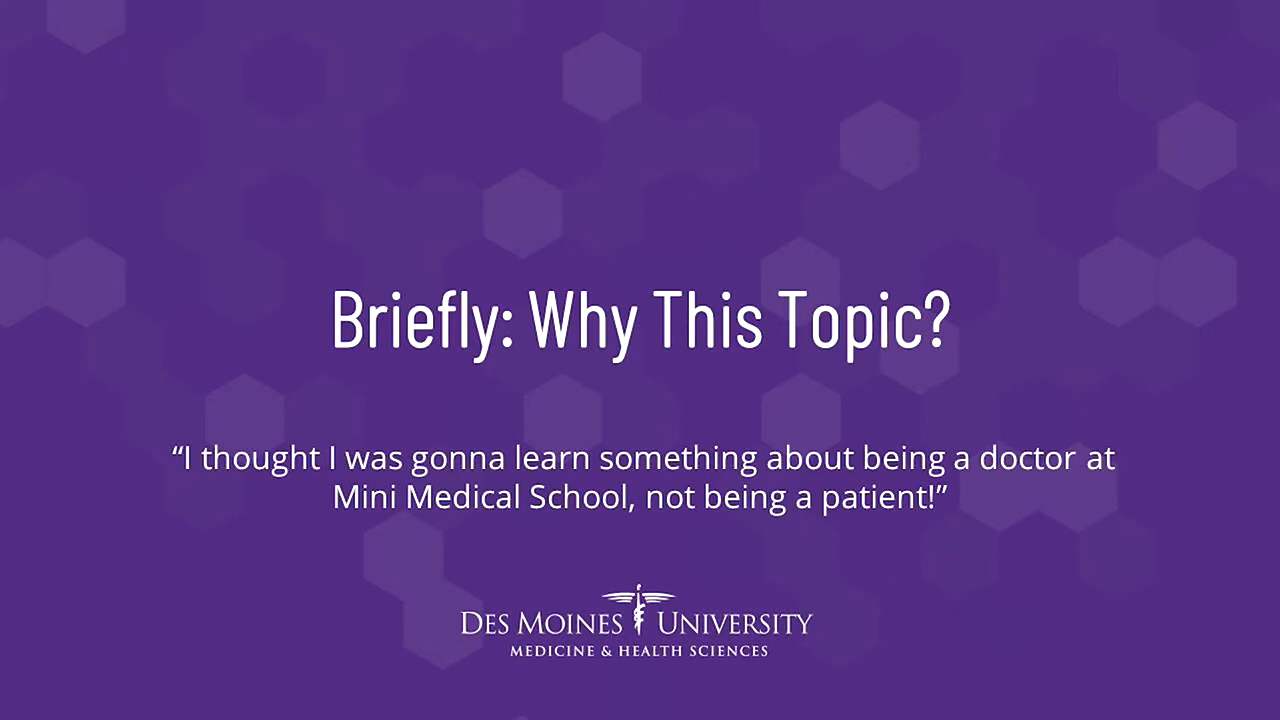 Briefly: Why This Topic?
“I thought I was gonna learn something about being a doctor at
Mini Medical School, not being a patient!”
DES MOINES UNIVERSITY
MEDICINE & HEALTH SCIENCES